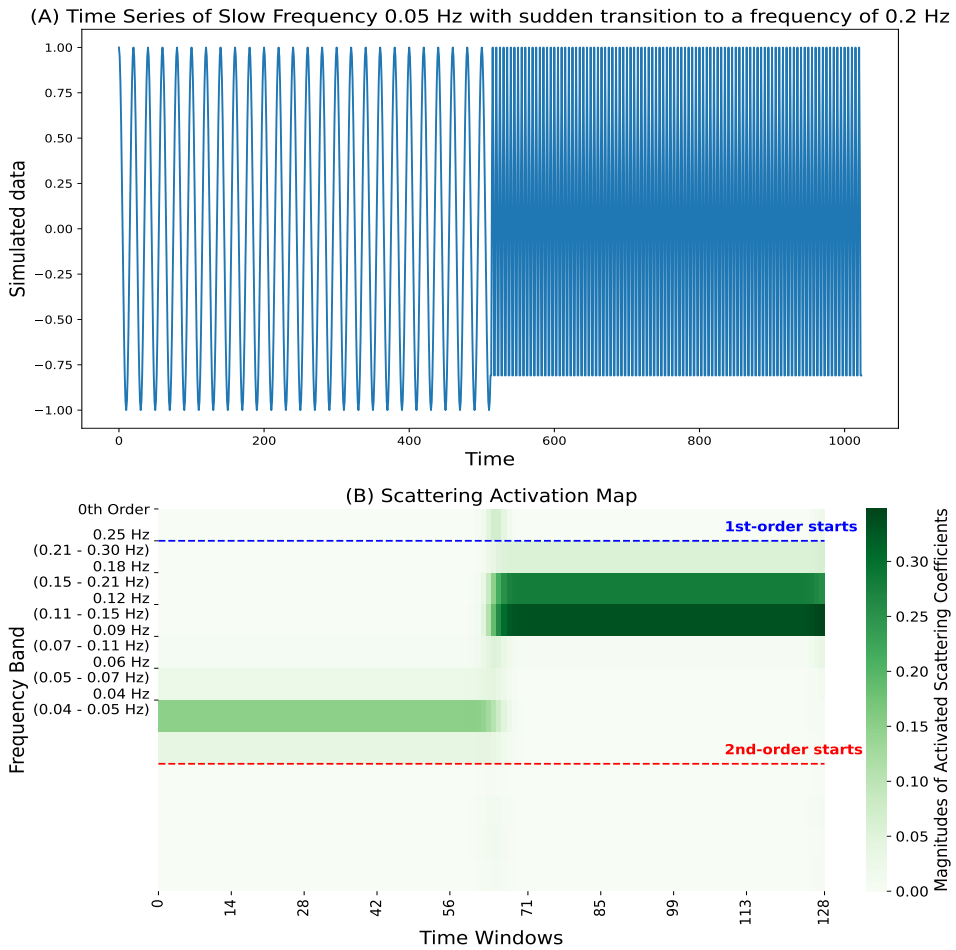 (A) Time Series of Slow Frequency 0.05 Hz with sudden transition to a frequency of 0.2 Hz
1.00
0.75
0.50
0.25
0.00
−0.25
−0.50
−0.75
−1.00
Simulated data
0 200 400 600 800 1000
Time
(B) Scattering Activation Map
0th Order
0.25 Hz
(0.21 - 0.30 Hz)
0.18 Hz
(0.15 - 0.21 Hz)
0.12 Hz
(0.11 - 0.15 Hz)
0.09 Hz
(0.07 - 0.11 Hz)
0.06 Hz
(0.05 - 0.07 Hz)
0.04 Hz
(0.04 - 0.05 Hz)
Frequency Band
1st-order starts
2nd-order starts
0 14 28 42 56 71 85 99 113 128
Time Windows
0.30
0.25
0.20
0.15
0.10
0.05
0.00
Magnitudes of Activated Scattering Coefficients